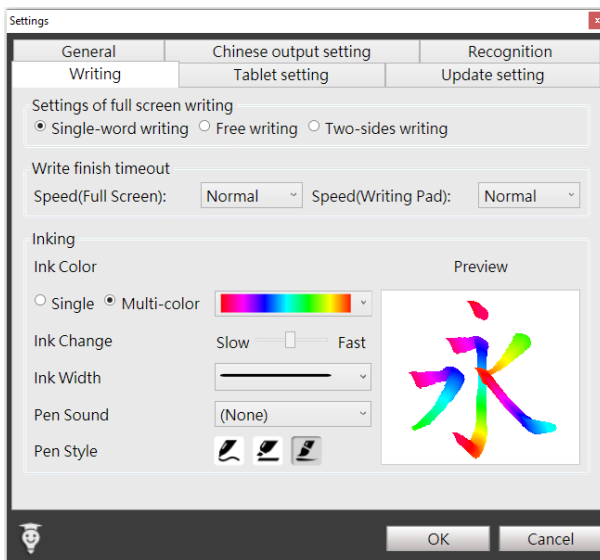 Settings
General Chinese output setting Recognition
Writing Tablet setting Update setting
Settings of full screen writing
Single-word writing Free writing Two-sides writing
Write finish timeout
Speed(Full Screen): Normal Speed(Writing Pad): Normal
Inking
Ink Color Preview
Single Multi-color
Ink Change Slow Fast
Ink Width
Pen Sound (None)
Pen Style
永
OK Cancel